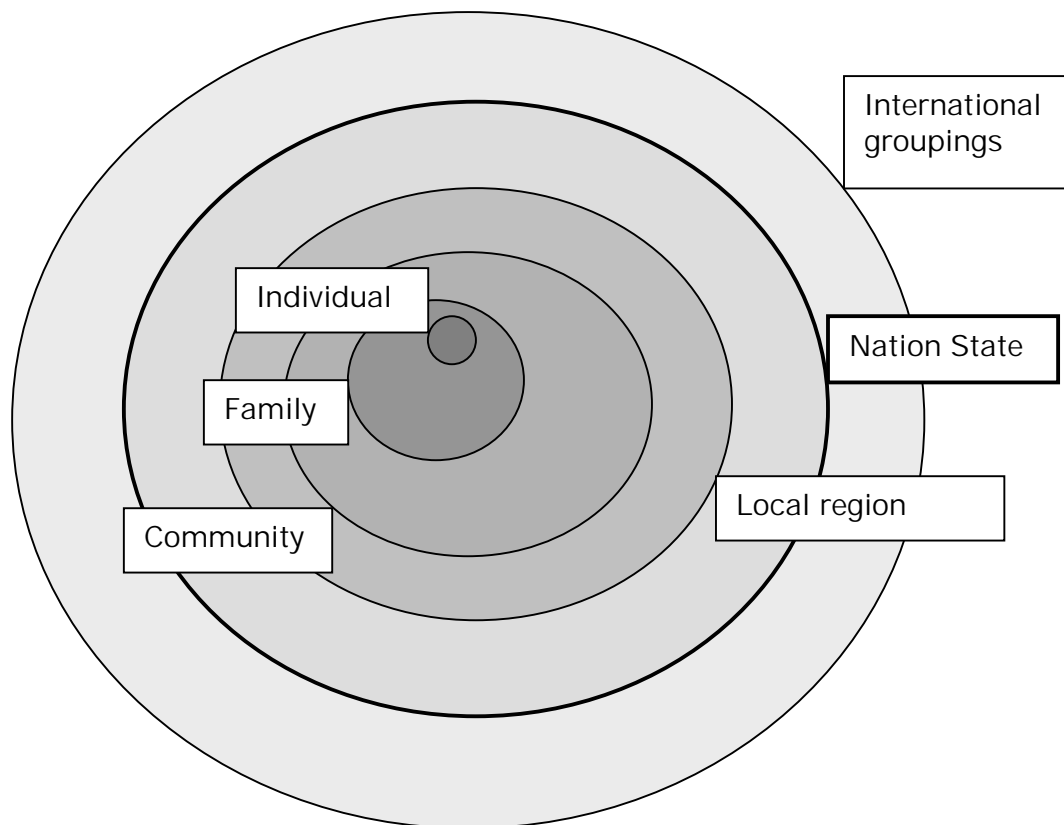 International
groupings
Individual
Nation State
Family
Local region
Community